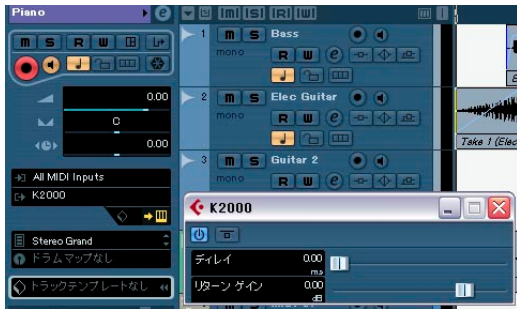 Piano
e
m S R W
0.00
C
0.00
All MIDI Inputs
K2000
Stereo Grand
ドラムマップなし
トラックテンプレートなし
[m] [S] [R] [W]
1 m S Bass
mono R W e
2 m S Elec Guitar
mono R W e
Take 1 (Elec
3 m S Guitar 2
mono R W e
K2000
ディレイ 0.00
ms
リターン ゲイン 0.00
dB